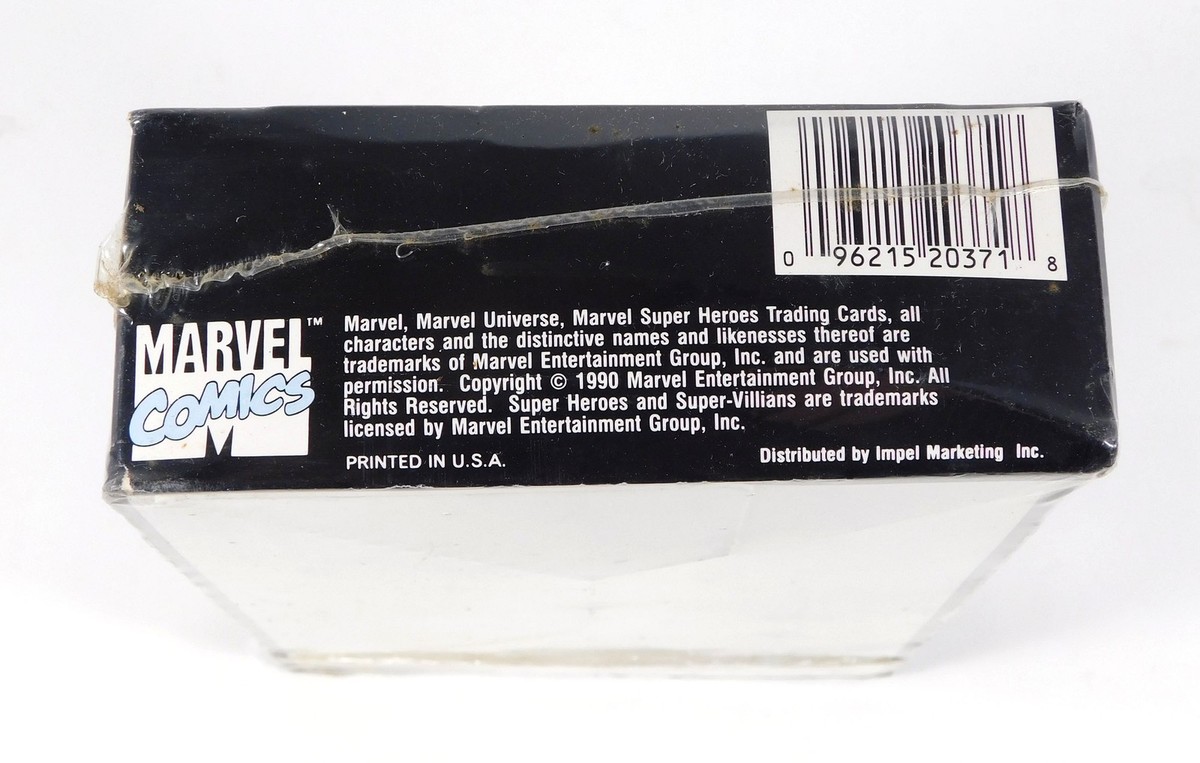 0 96215 20371 8
MARVEL™
COMICS
Marvel, Marvel Universe, Marvel Super Heroes Trading Cards, all
characters and the distinctive names and likenesses thereof are
trademarks of Marvel Entertainment Group, Inc. and are used with
permission. Copyright © 1990 Marvel Entertainment Group, Inc. All
Rights Reserved. Super Heroes and Super-Villians are trademarks
licensed by Marvel Entertainment Group, Inc.
PRINTED IN U.S.A.
Distributed by Impel Marketing Inc.